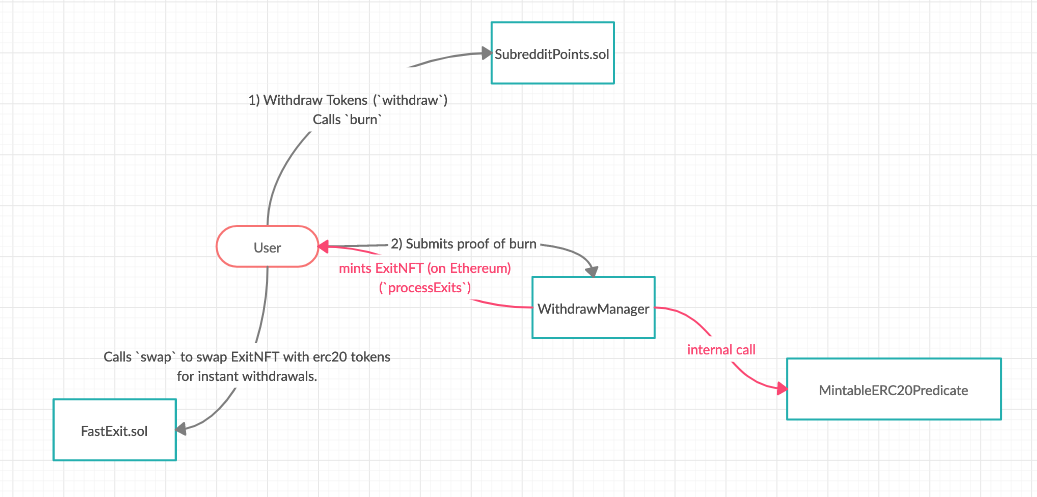 SubredditPoints.sol
1) Withdraw Tokens (`withdraw`)
Calls `burn`
User
2) Submits proof of burn
mints ExitNFT (on Ethereum)
(`processExits`)
WithdrawManager
internal call
MintableERC20Predicate
Calls `swap` to swap ExitNFT with erc20 tokens
for instant withdrawals.
FastExit.sol